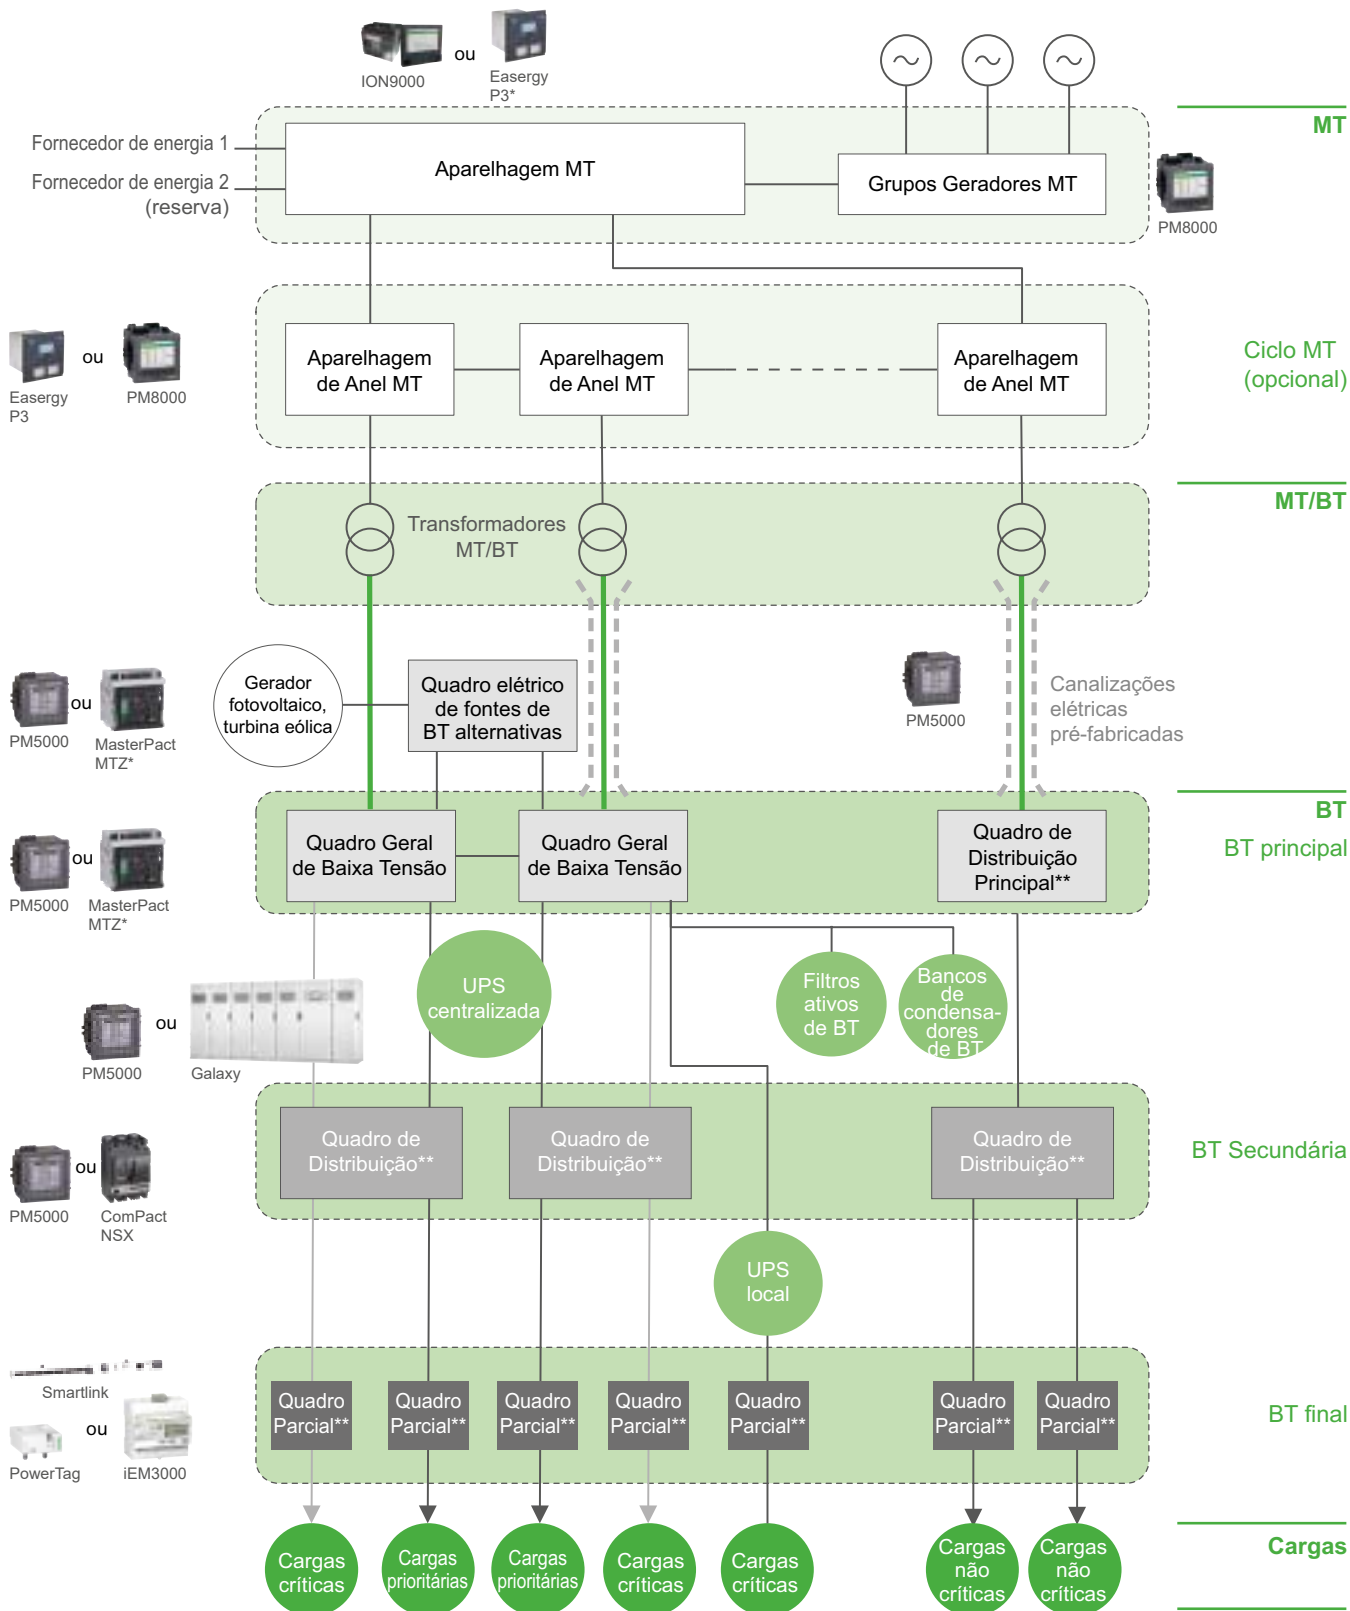 ION9000
ou
Easergy
P3*
MT
Fornecedor de energia 1
Fornecedor de energia 2
(reserva)
Aparelhagem MT
Grupos Geradores MT
PM8000
Easergy
P3
ou
PM8000
Aparelhagem
de Anel MT
Aparelhagem
de Anel MT
Aparelhagem
de Anel MT
Ciclo MT
(opcional)
MT/BT
Transformadores
MT/BT
PM5000
ou
MasterPact
MTZ*
Gerador
fotovoltaico,
turbina eólica
Quadro elétrico
de fontes de
BT alternativas
PM5000
Canalizações
elétricas
pré-fabricadas
BT
BT principal
PM5000
ou
MasterPact
MTZ*
Quadro Geral
de Baixa Tensão
Quadro Geral
de Baixa Tensão
Quadro de
Distribuição
Principal**
PM5000
ou
Galaxy
UPS
centralizada
Filtros
ativos
de BT
Bancos
de
condensa-
dores
de BT
PM5000
ou
ComPact
NSX
Quadro de
Distribuição**
Quadro de
Distribuição**
Quadro de
Distribuição**
BT Secundária
UPS
local
Smartlink
PowerTag
ou
iEM3000
Quadro
Parcial**
Quadro
Parcial**
Quadro
Parcial**
Quadro
Parcial**
Quadro
Parcial**
Quadro
Parcial**
Quadro
Parcial**
BT final
Cargas
críticas
Cargas
prioritárias
Cargas
prioritárias
Cargas
críticas
Cargas
críticas
Cargas
não
críticas
Cargas
não
críticas
Cargas